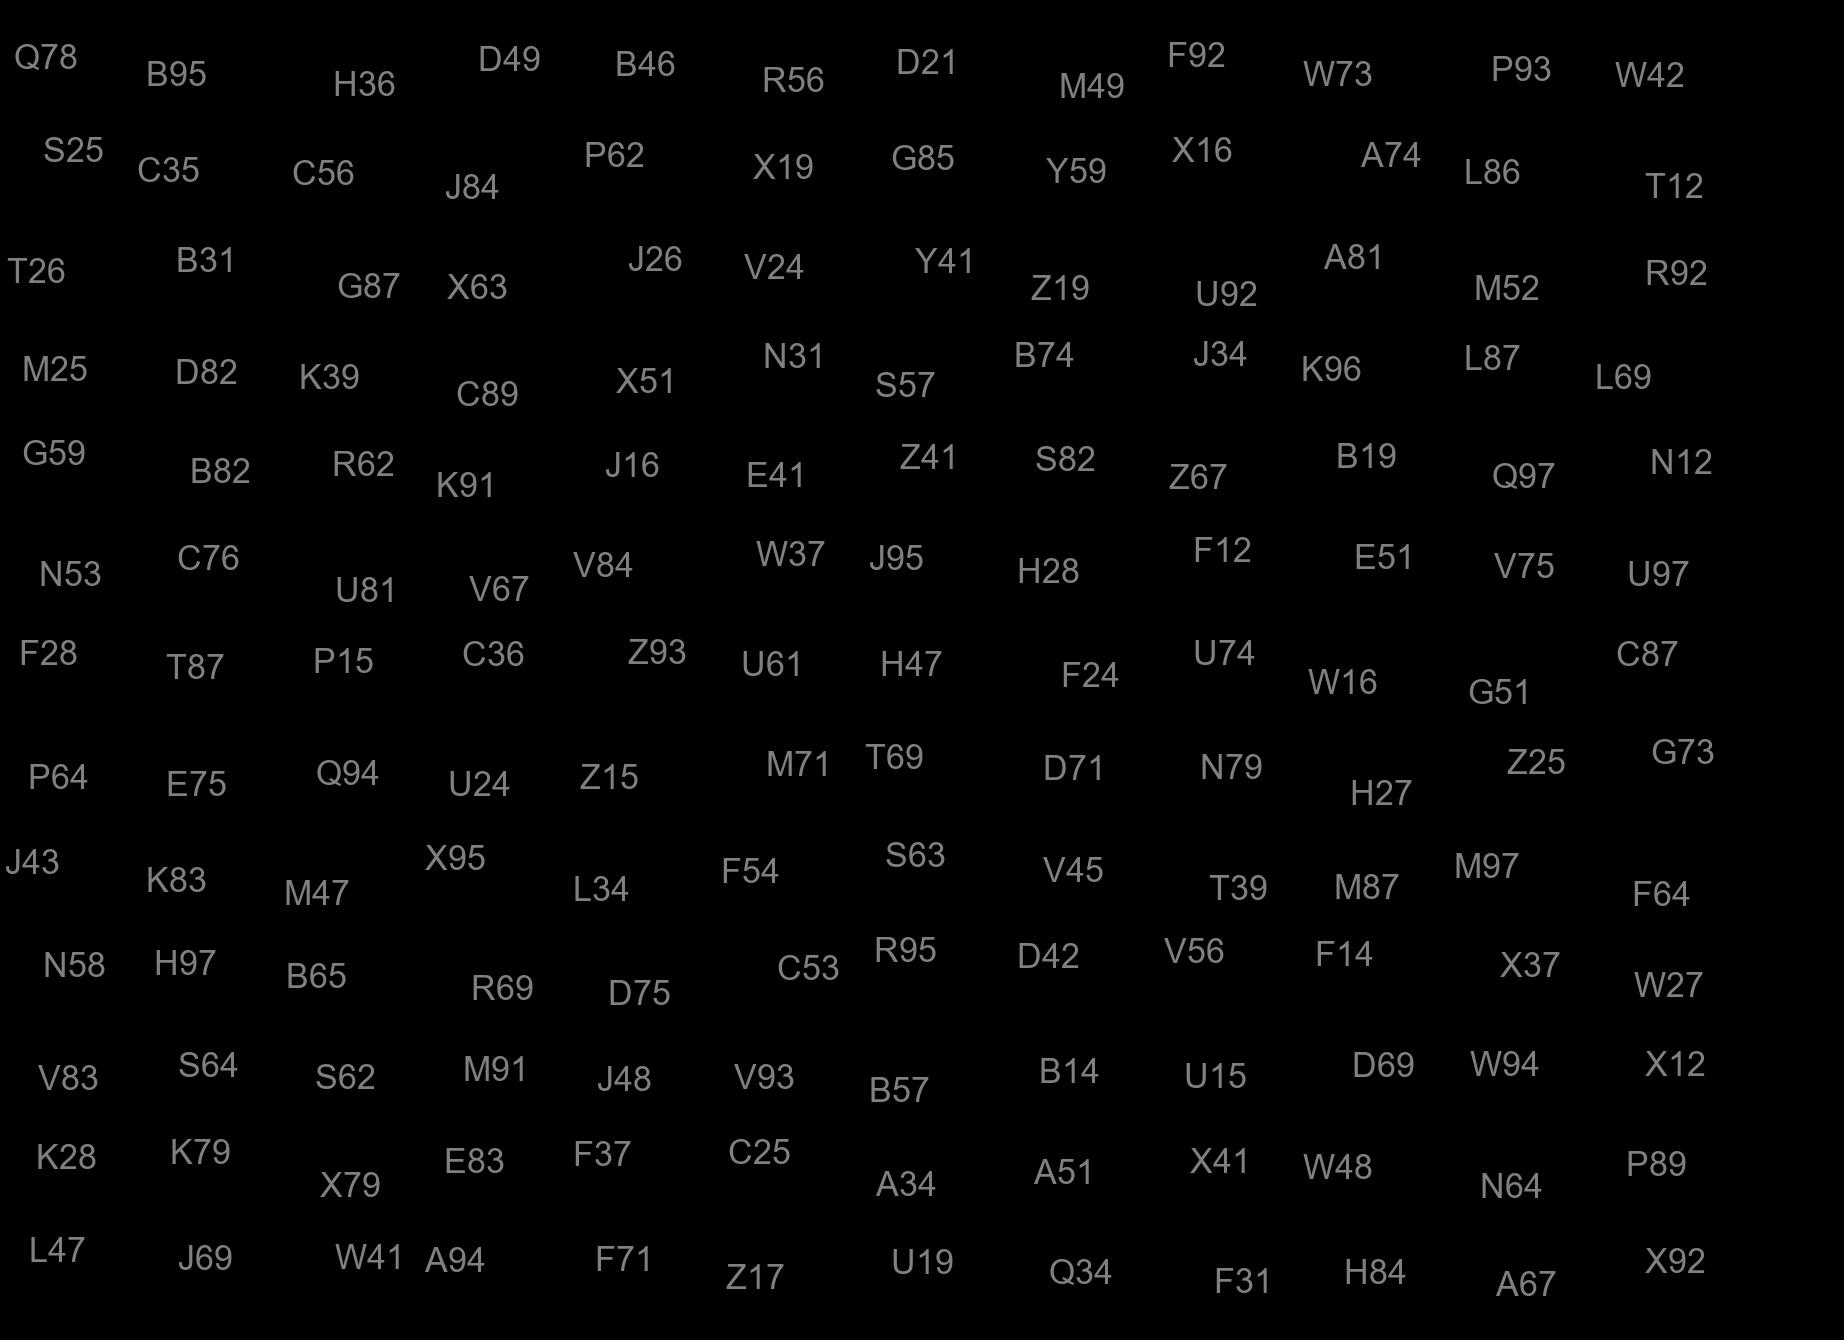 Q78 B95 H36 D49 B46 R56 D21 M49 F92 W73 P93 W42
S25 C35 C56 J84 P62 X19 G85 Y59 X16 A74 L86 T12
T26 B31 G87 X63 J26 V24 Y41 Z19 U92 A81 M52 R92
M25 D82 K39 C89 X51 N31 S57 B74 J34 K96 L87 L69
G59 B82 R62 K91 J16 E41 Z41 S82 Z67 B19 Q97 N12
N53 C76 U81 V67 V84 W37 J95 H28 F12 E51 V75 U97
F28 T87 P15 C36 Z93 U61 H47 F24 U74 W16 G51 C87
P64 E75 Q94 U24 Z15 M71 T69 D71 N79 H27 Z25 G73
J43 K83 M47 X95 L34 F54 S63 V45 T39 M87 M97 F64
N58 H97 B65 R69 D75 C53 R95 D42 V56 F14 X37 W27
V83 S64 S62 M91 J48 V93 B57 B14 U15 D69 W94 X12
K28 K79 X79 E83 F37 C25 A34 A51 X41 W48 N64 P89
L47 J69 W41 A94 F71 Z17 U19 Q34 F31 H84 A67 X92